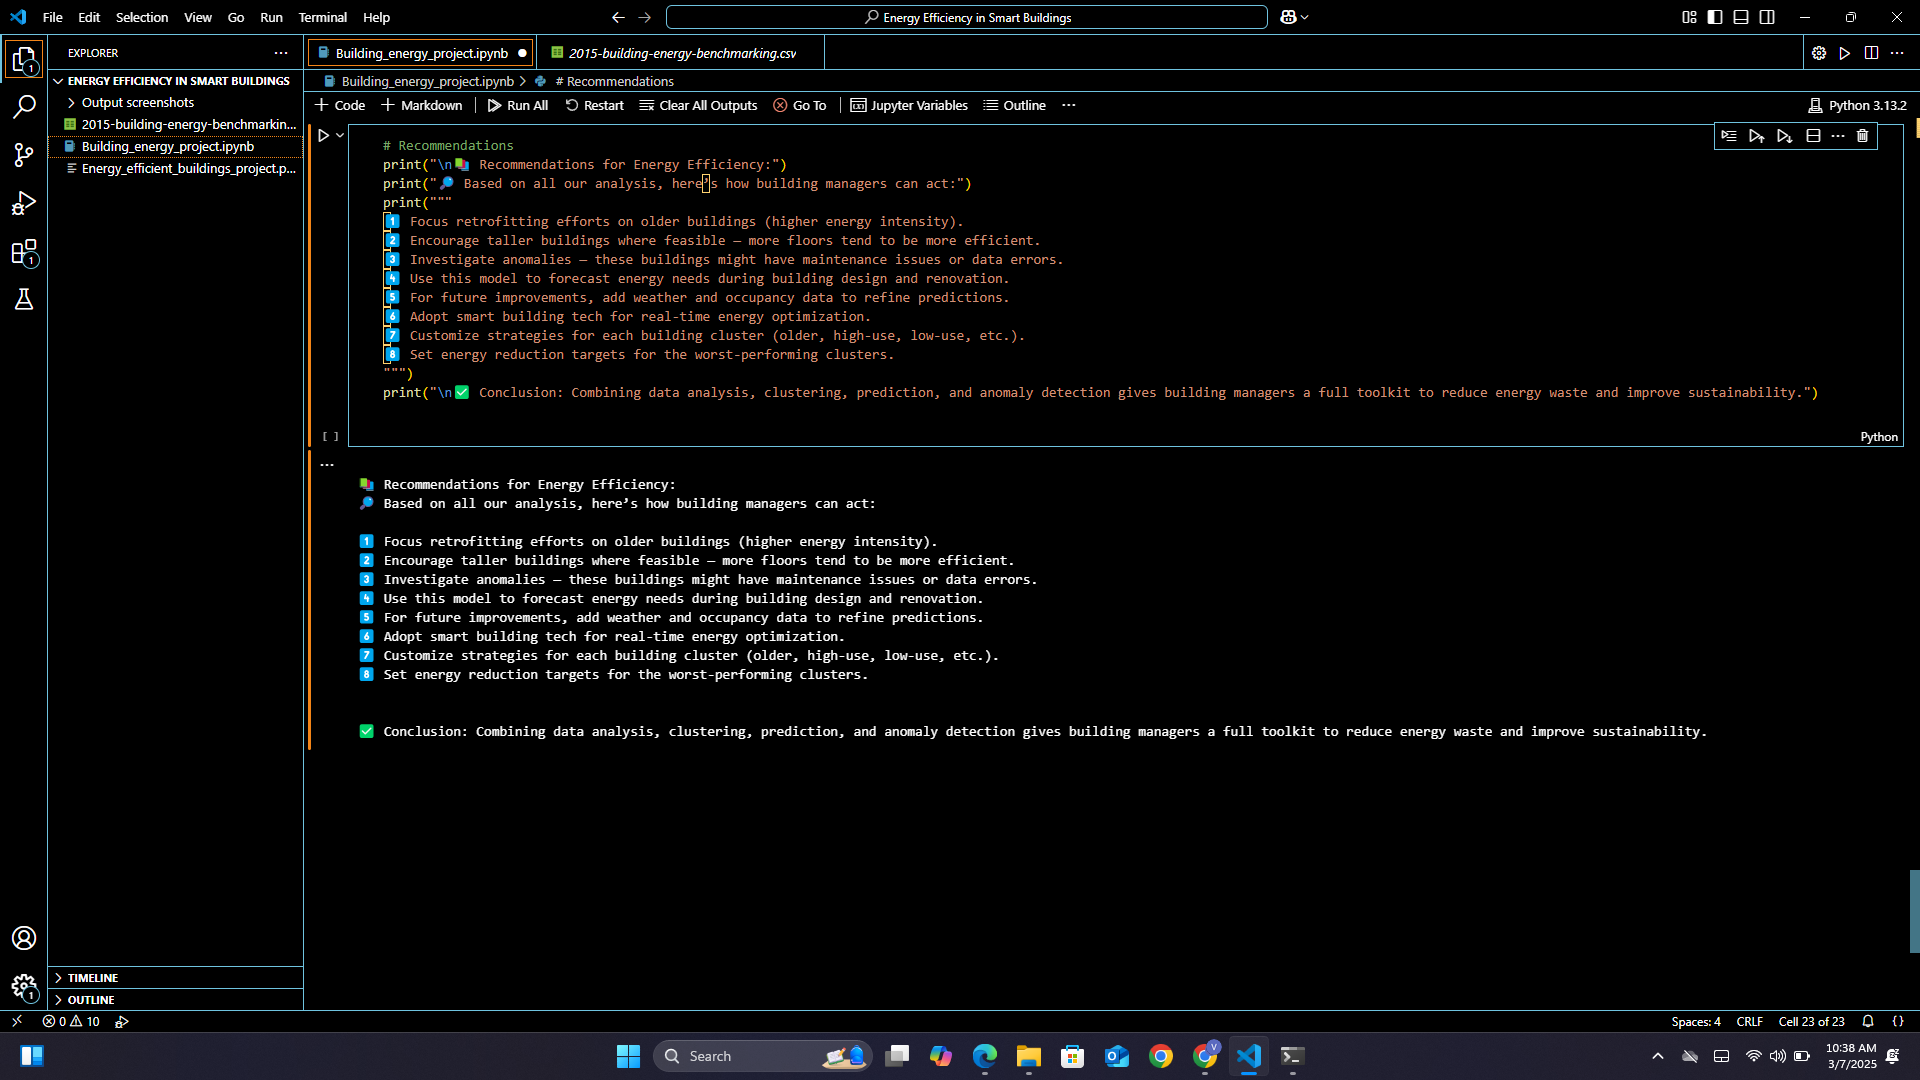 File Edit Selection View Go Run Terminal Help
Energy Efficiency in Smart Buildings
EXPLORER
ENERGY EFFICIENCY IN SMART BUILDINGS
Output screenshots
2015-building-energy-benchmarkin...
Building_energy_project.ipynb
Energy_efficient_buildings_project.p...
TIMELINE
OUTLINE
1
1
1
Building_energy_project.ipynb 2015-building-energy-benchmarking.csv
Building_energy_project.ipynb > # Recommendations
Code Markdown Run All Restart Clear All Outputs Go To Jupyter Variables Outline ... Python 3.13.2
# Recommendations
print("\n📚 Recommendations for Energy Efficiency:")
print("🔎 Based on all our analysis, here’s how building managers can act:")
print("""
1️⃣ Focus retrofitting efforts on older buildings (higher energy intensity).
2️⃣ Encourage taller buildings where feasible — more floors tend to be more efficient.
3️⃣ Investigate anomalies — these buildings might have maintenance issues or data errors.
4️⃣ Use this model to forecast energy needs during building design and renovation.
5️⃣ For future improvements, add weather and occupancy data to refine predictions.
6️⃣ Adopt smart building tech for real-time energy optimization.
7️⃣ Customize strategies for each building cluster (older, high-use, low-use, etc.).
8️⃣ Set energy reduction targets for the worst-performing clusters.
""")
print("\n✅ Conclusion: Combining data analysis, clustering, prediction, and anomaly detection gives building managers a full toolkit to reduce energy waste and improve sustainability.")
[ ] Python
...
📚 Recommendations for Energy Efficiency:
🔎 Based on all our analysis, here’s how building managers can act:
1️⃣ Focus retrofitting efforts on older buildings (higher energy intensity).
2️⃣ Encourage taller buildings where feasible — more floors tend to be more efficient.
3️⃣ Investigate anomalies — these buildings might have maintenance issues or data errors.
4️⃣ Use this model to forecast energy needs during building design and renovation.
5️⃣ For future improvements, add weather and occupancy data to refine predictions.
6️⃣ Adopt smart building tech for real-time energy optimization.
7️⃣ Customize strategies for each building cluster (older, high-use, low-use, etc.).
8️⃣ Set energy reduction targets for the worst-performing clusters.
✅ Conclusion: Combining data analysis, clustering, prediction, and anomaly detection gives building managers a full toolkit to reduce energy waste and improve sustainability.
0 10 Spaces: 4 CRLF Cell 23 of 23 {}
Search
V
10:38 AM
3/7/2025